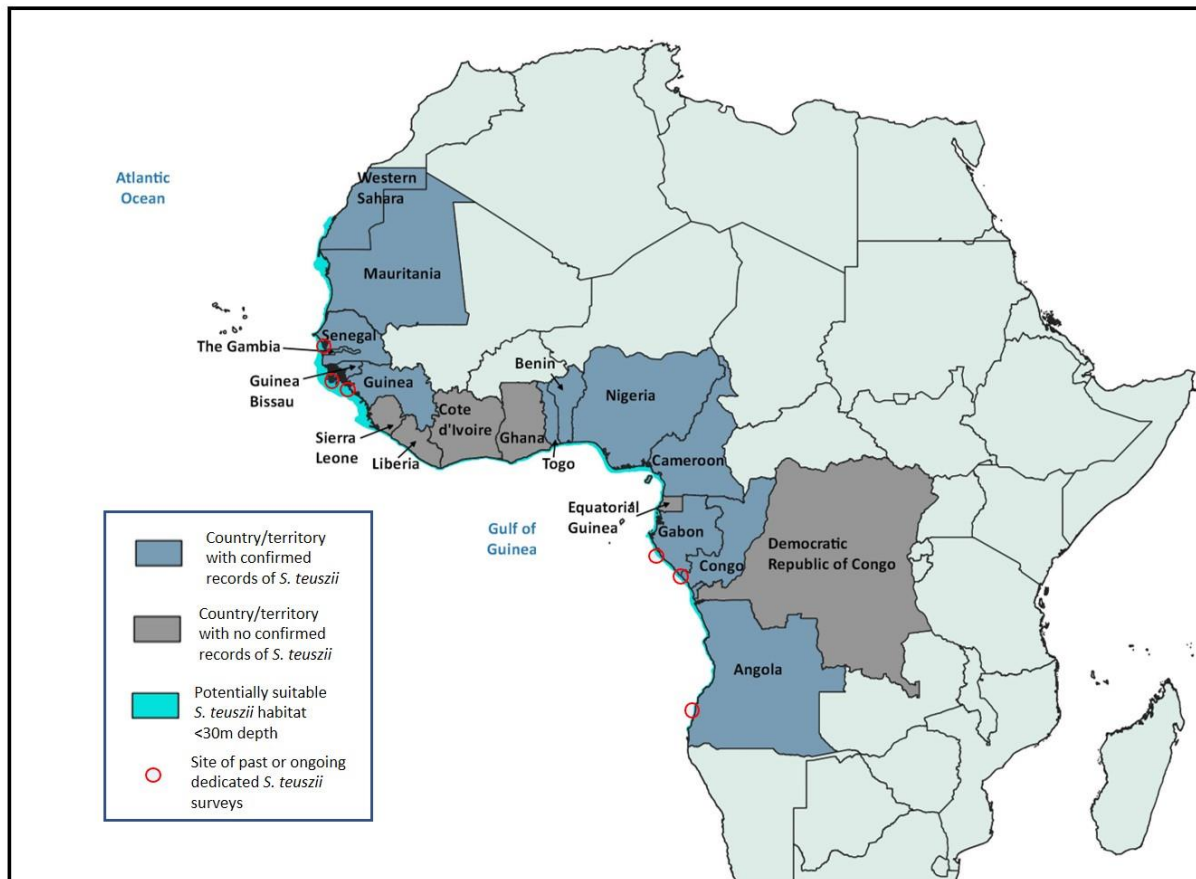 Atlantic
Ocean
Western
Sahara
Mauritania
Senegal
The Gambia
Guinea
Bissau
Guinea
Sierra
Leone
Liberia
Cote
d'Ivoire
Ghana
Benin
Togo
Nigeria
Cameroon
Equatorial
Guinea
Gulf of
Guinea
Gabon
Congo
Democratic
Republic of Congo
Angola
Country/territory
with confirmed
records of S. teuszii
Country/territory
with no confirmed
records of S. teuszii
Potentially suitable
S. teuszii habitat
<30m depth
Site of past or ongoing
dedicated S. teuszii
surveys